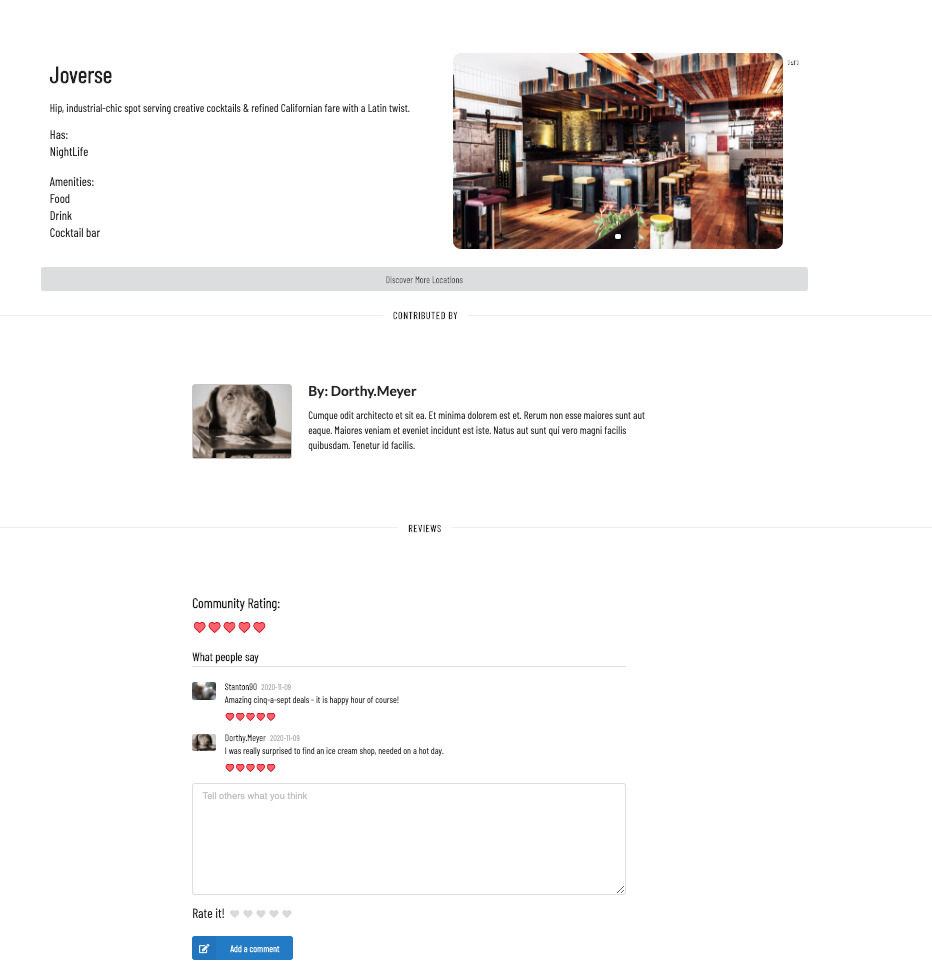 Joverse
Hip, industrial-chic spot serving creative cocktails & refined Californian fare with a Latin twist.
Has:
NightLife
Amenities:
Food
Drink
Cocktail bar
Discover More Locations
CONTRIBUTED BY
By: Dorthy.Meyer
Cumque odit architecto et sit ea. Et minima dolorem est et. Rerum non esse maiores sunt aut
eaque. Maiores veniam et eveniet incidunt est iste. Natus aut sunt qui vero magni facilis
quibusdam. Tenetur id facilis.
REVIEWS
Community Rating:
What people say
Stanton90 2020-11-09
Amazing cinq-a-sept deals - it is happy hour of course!
Dorthy.Meyer 2020-11-09
I was really surprised to find an ice cream shop, needed on a hot day.
Tell others what you think
Rate it!
Add a comment